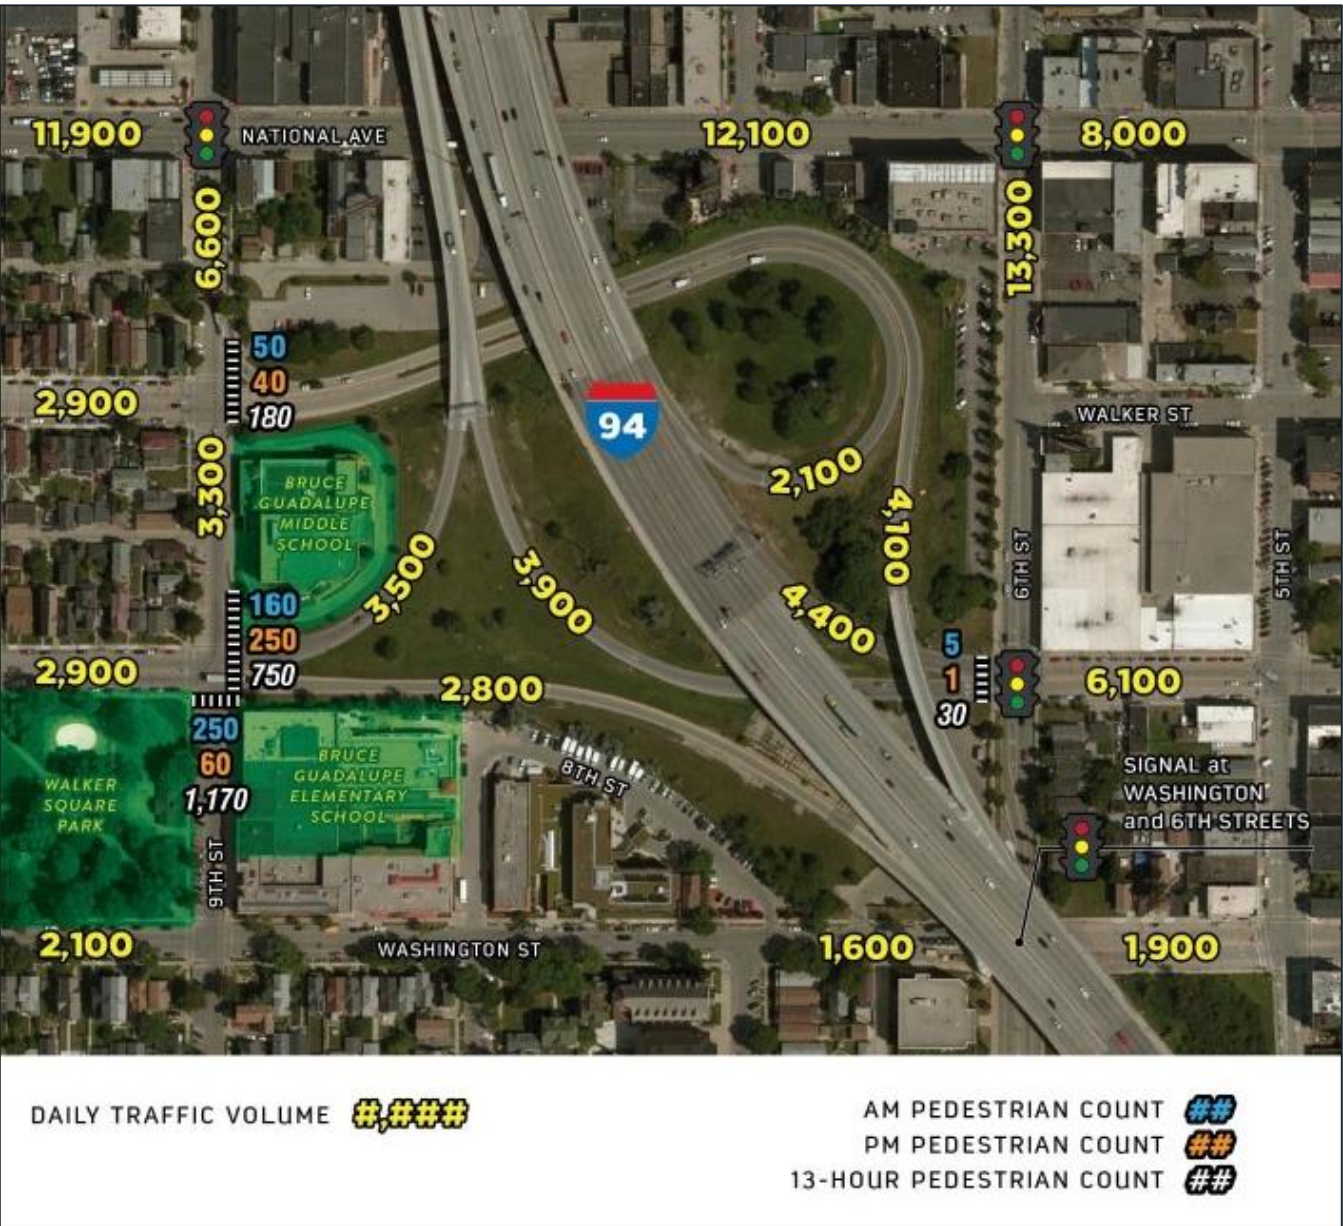 11,900
NATIONAL AVE
12,100
8,000
6,600
13,300
50
40
180
2,900
94
WALKER ST
3,300
BRUCE
GUADALUPE
MIDDLE
SCHOOL
2,100
4,100
3,500
3,900
4,400
6TH ST
5TH ST
160
250
750
2,900
2,800
5
1
30
6,100
250
60
1,170
WALKER
SQUARE
PARK
BRUCE
GUADALUPE
ELEMENTARY
SCHOOL
8TH ST
SIGNAL at
WASHINGTON
and 6TH STREETS
9TH ST
2,100
WASHINGTON ST
1,600
1,900
DAILY TRAFFIC VOLUME #,###
AM PEDESTRIAN COUNT ##
PM PEDESTRIAN COUNT ##
13-HOUR PEDESTRIAN COUNT ##